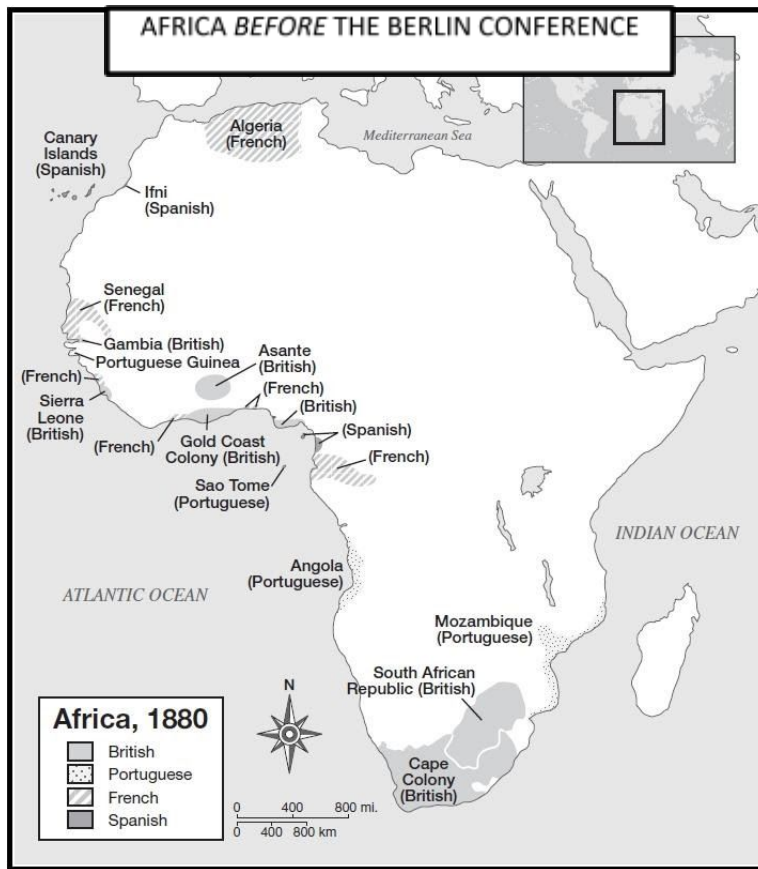 AFRICA BEFORE THE BERLIN CONFERENCE
Algeria
(French)
Mediterranean Sea
Canary
Islands
(Spanish)
Ifni
(Spanish)
Senegal
(French)
Gambia (British)
Portuguese Guinea
Asante
(British)
(French)
(French)
Sierra
Leone
(British)
(British)
(Spanish)
(French)
Gold Coast
Colony (British)
(French)
Sao Tome
(Portuguese)
INDIAN OCEAN
Angola
(Portuguese)
ATLANTIC OCEAN
Mozambique
(Portuguese)
South African
Republic (British)
N
Cape
Colony
(British)
Africa, 1880
British
Portuguese
French
Spanish
0 400 800 mi.
0 400 800 km